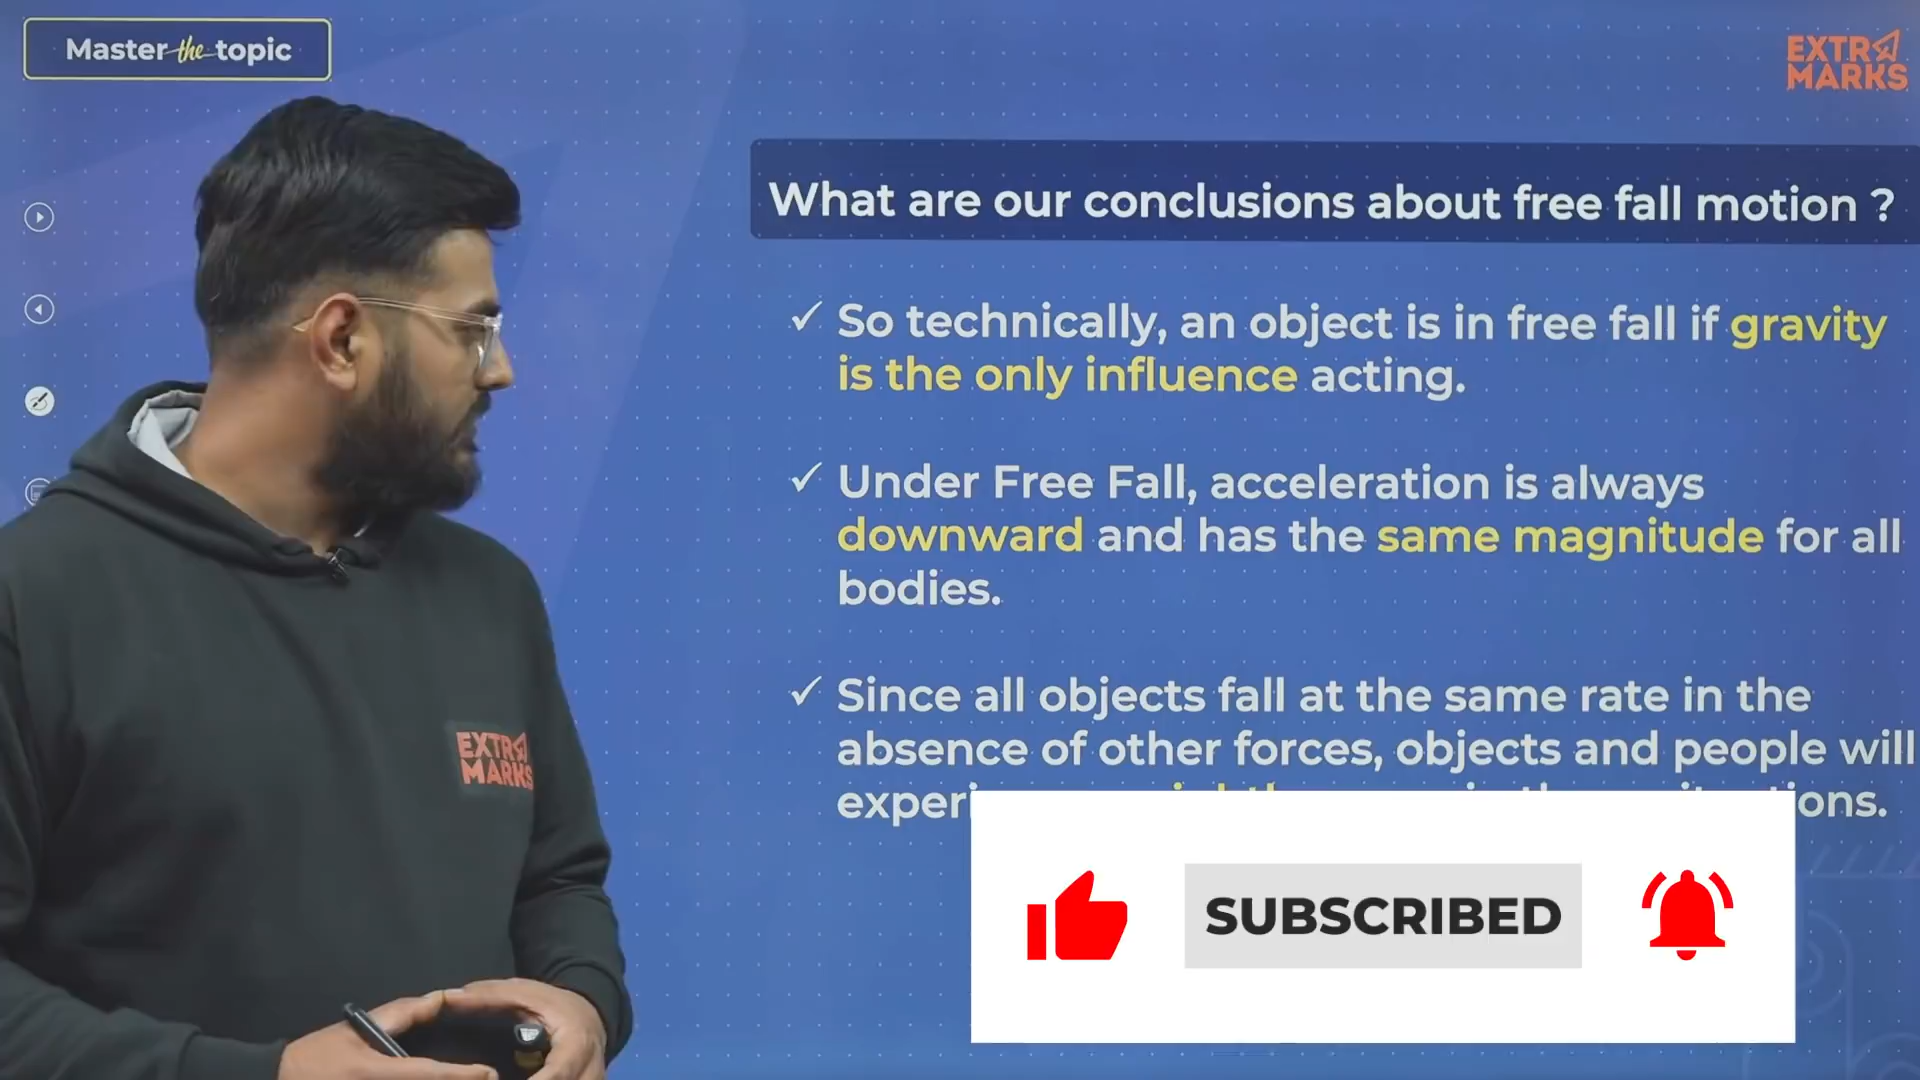 Master the topic
EXTRA
MARKS
What are our conclusions about free fall motion ?
✓ So technically, an object is in free fall if gravity
is the only influence acting.
✓ Under Free Fall, acceleration is always
downward and has the same magnitude for all
bodies.
✓ Since all objects fall at the same rate in the
absence of other forces, objects and people will
EXTRA
MARKS
SUBSCRIBED